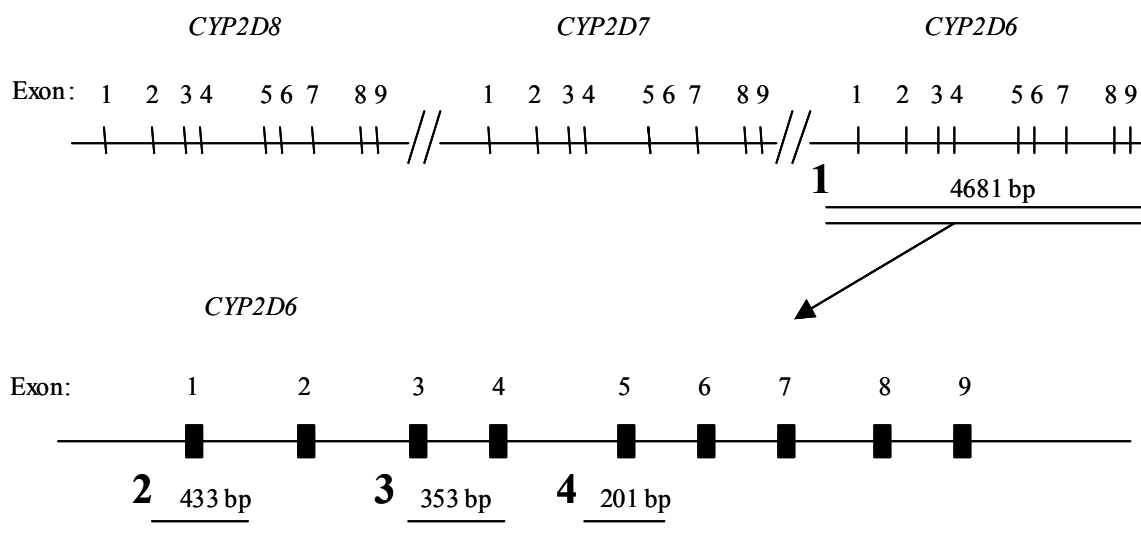 CYP2D8 CYP2D7 CYP2D6
Exon: 1 2 3 4 5 6 7 8 9 1 2 3 4 5 6 7 8 9 1 2 3 4 5 6 7 8 9
1 4681 bp
CYP2D6
Exon: 1 2 3 4 5 6 7 8 9
2 433 bp 3 353 bp 4 201 bp